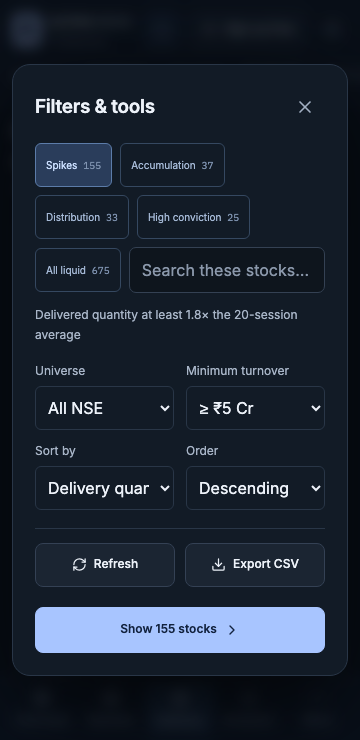 Filters & tools
Spikes 155
Accumulation 37
Distribution 33
High conviction 25
All liquid 675
Search these stocks...
Delivered quantity at least 1.8× the 20-session
average
Universe
Minimum turnover
All NSE
≥ ₹5 Cr
Sort by
Order
Delivery quar
Descending
Refresh
Export CSV
Show 155 stocks